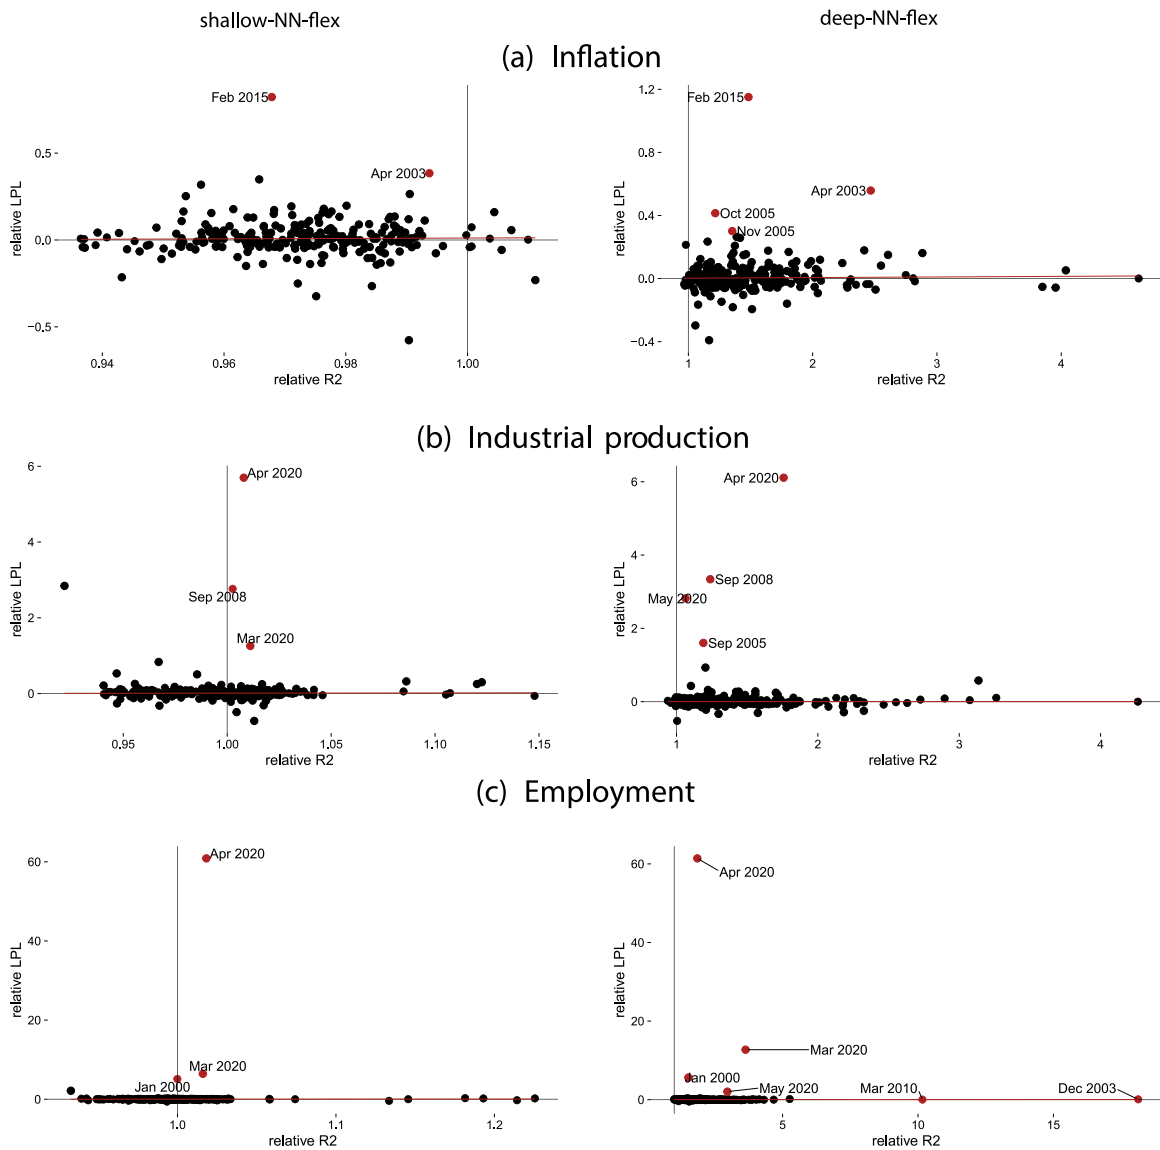 shallow-NN-flex
deep-NN-flex
(a) Inflation
Feb 2015
Apr 2003
0.5
0.0
−0.5
relative LPL
0.94
0.96
0.98
1.00
relative R2
1.2
0.8
0.4
0.0
−0.4
relative LPL
Feb 2015
Apr 2003
Oct 2005
Nov 2005
1
2
3
4
relative R2
(b) Industrial production
6
4
2
0
relative LPL
Apr 2020
Sep 2008
Mar 2020
0.95
1.00
1.05
1.10
1.15
relative R2
6
4
2
0
relative LPL
Apr 2020
Sep 2008
May 2020
Sep 2005
1
2
3
4
relative R2
(c) Employment
60
40
20
0
relative LPL
Apr 2020
Mar 2020
Jan 2000
1.0
1.1
1.2
relative R2
60
40
20
0
relative LPL
Apr 2020
Mar 2020
Jan 2000
May 2020
Mar 2010
Dec 2003
5
10
15
relative R2